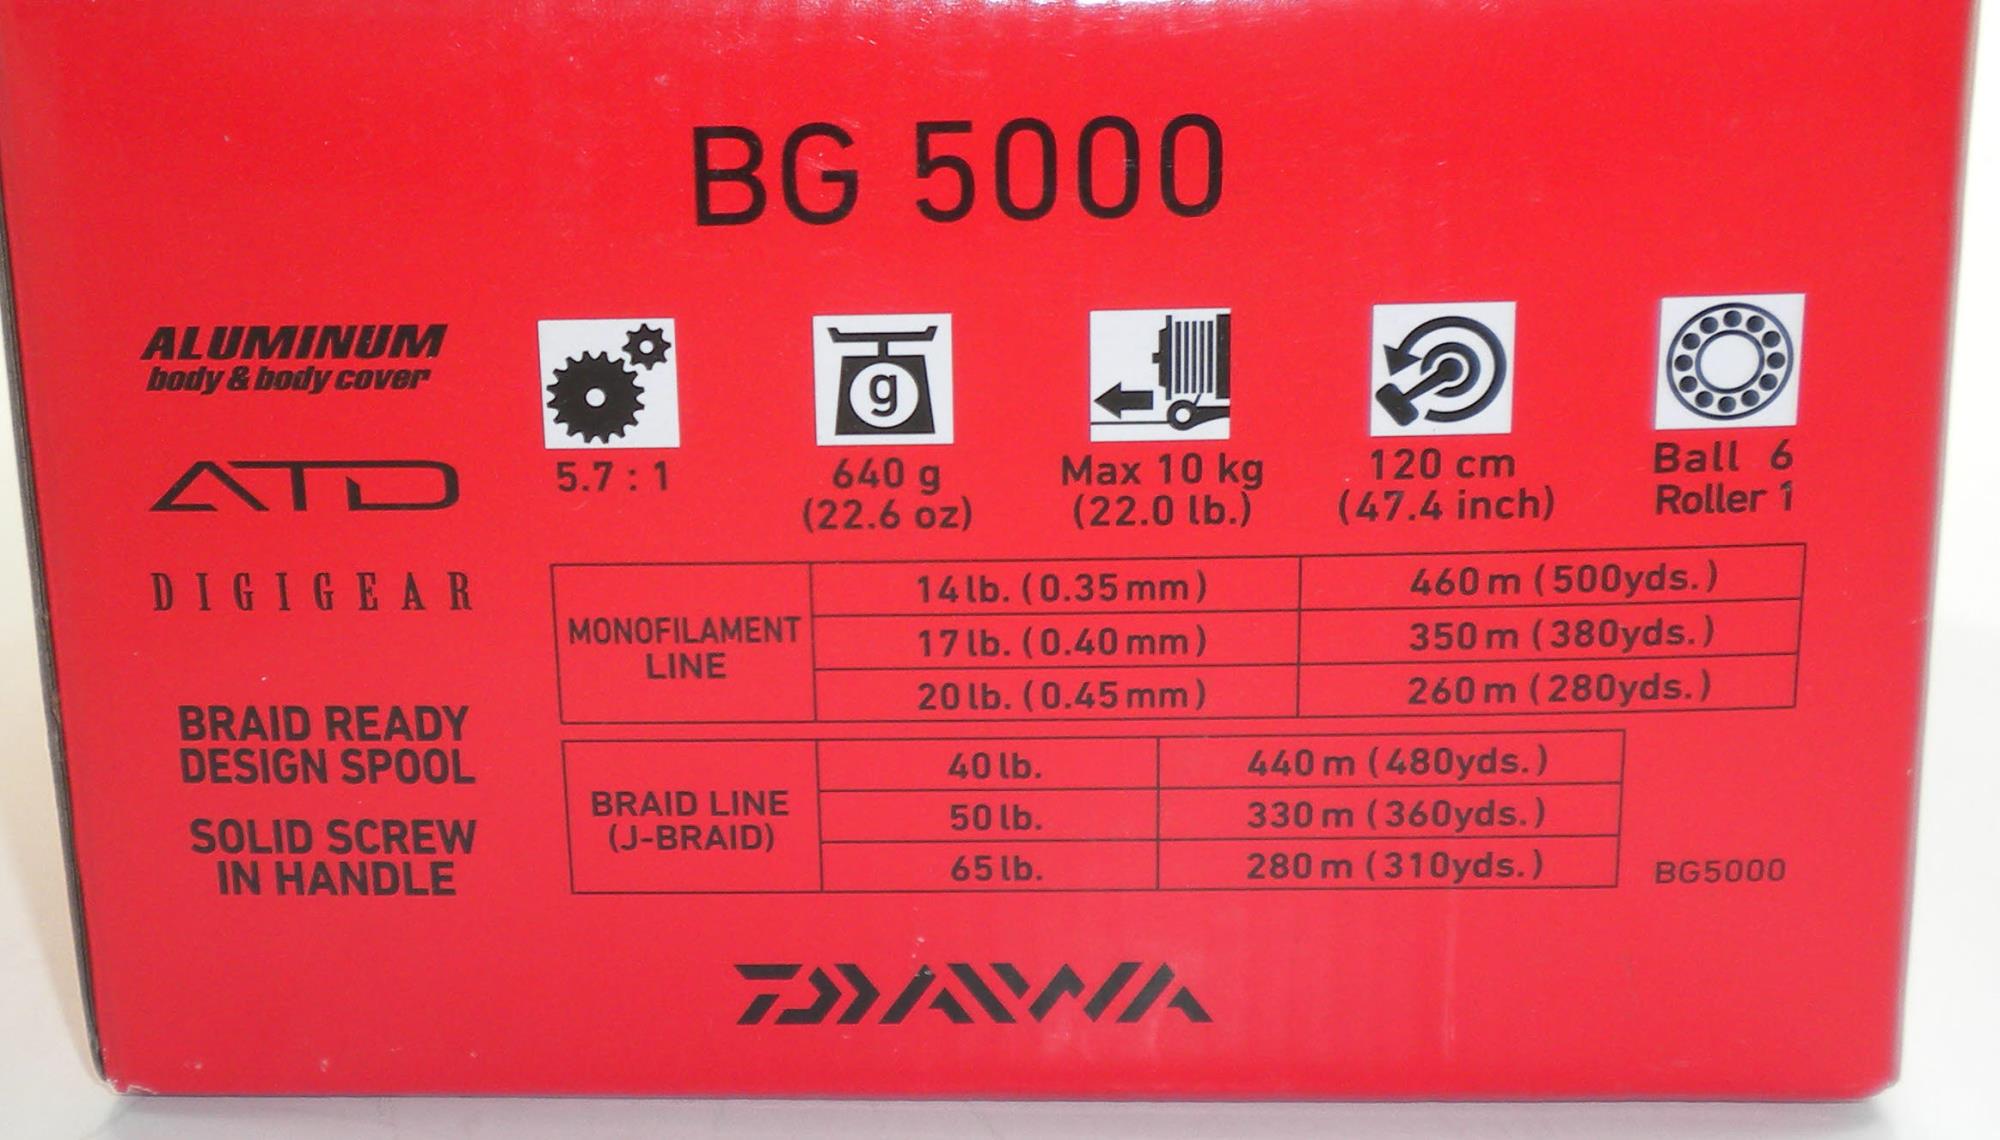 BG 5000
ALUMINUM
body & body cover
ATD
DIGIGEAR
BRAID READY
DESIGN SPOOL
SOLID SCREW
IN HANDLE
5.7 : 1
g
640 g
(22.6 oz)
Max 10 kg
(22.0 lb.)
120 cm
(47.4 inch)
Ball 6
Roller 1
MONOFILAMENT
LINE
14 lb. (0.35 mm) 460 m (500yds.)
17 lb. (0.40 mm) 350 m (380yds.)
20 lb. (0.45 mm) 260 m (280yds.)
BRAID LINE
(J-BRAID)
40 lb. 440 m (480yds.)
50 lb. 330 m (360yds.)
65 lb. 280 m (310yds.)
BG5000
DAIWA